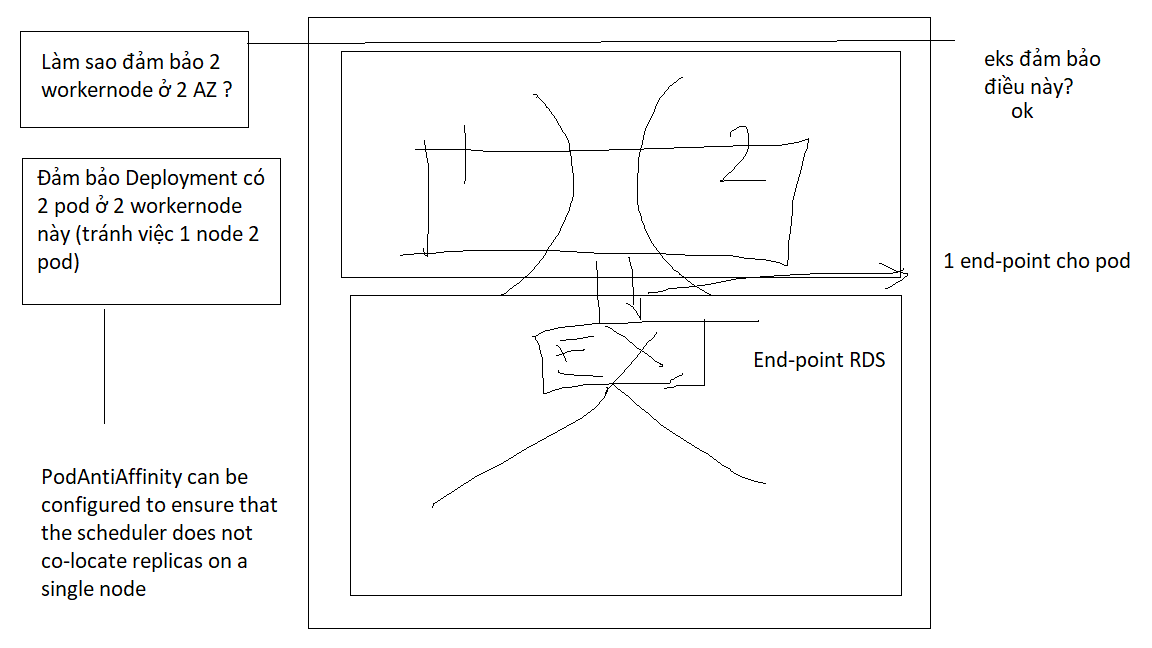 Làm sao đảm bảo 2
workernode ở 2 AZ ?
eks đảm bảo
điều này?
ok
Đảm bảo Deployment có
2 pod ở 2 workernode
này (tránh việc 1 node 2
pod)
1
2
1 end-point cho pod
End-point RDS
PodAntiAffinity can be
configured to ensure that
the scheduler does not
co-locate replicas on a
single node